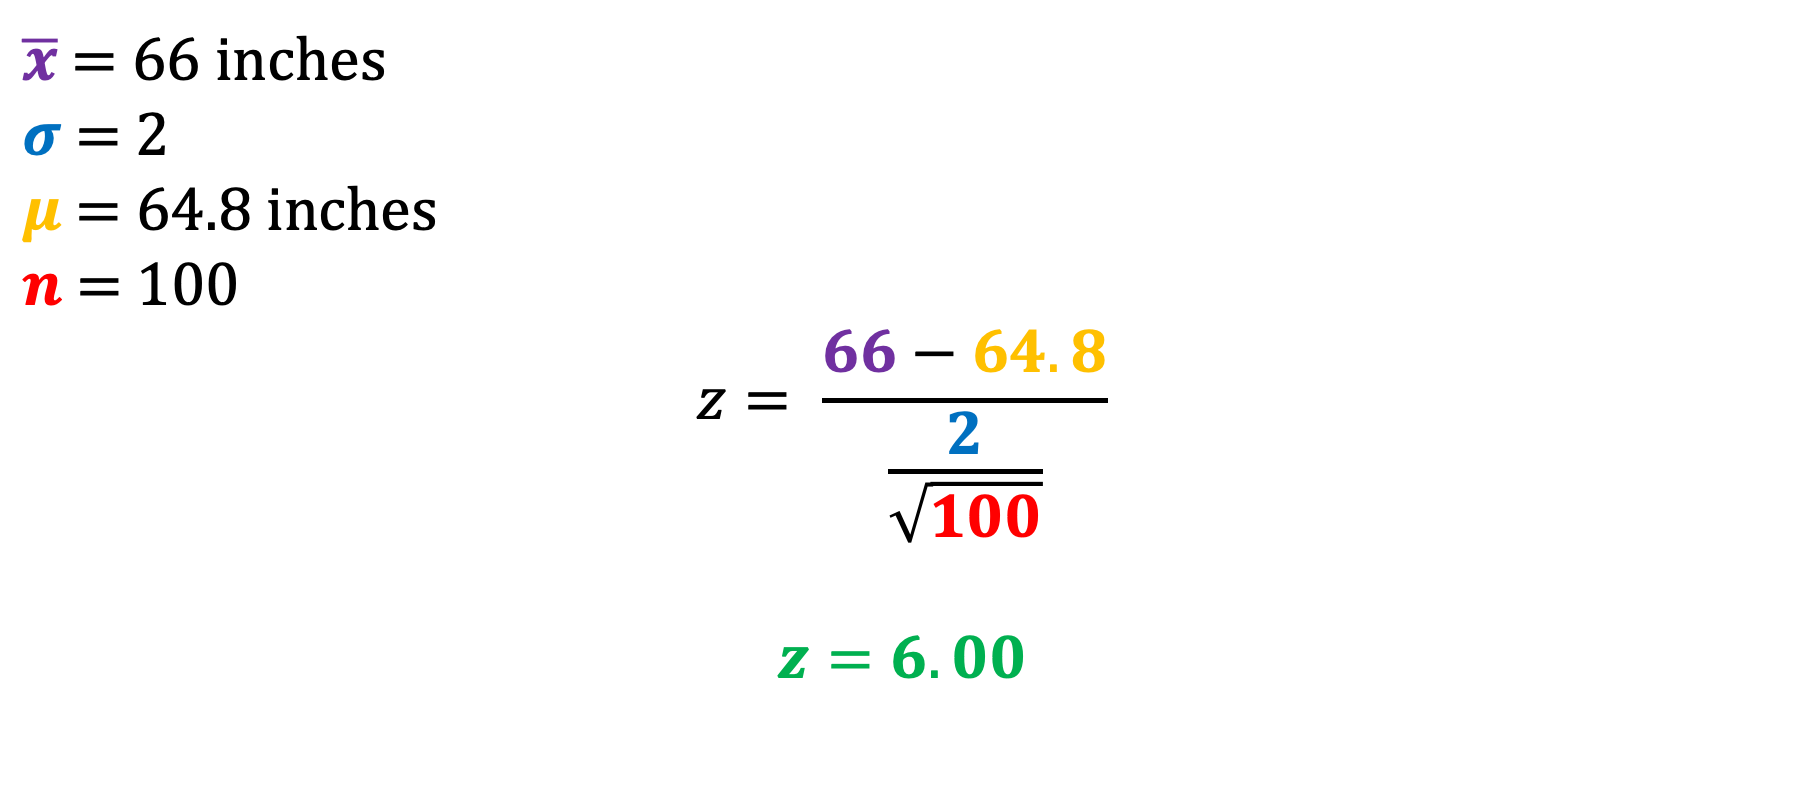 x̄ = 66 inches
σ = 2
μ = 64.8 inches
n = 100
z = (66 − 64.8) / (2 / √100)
z = 6.00